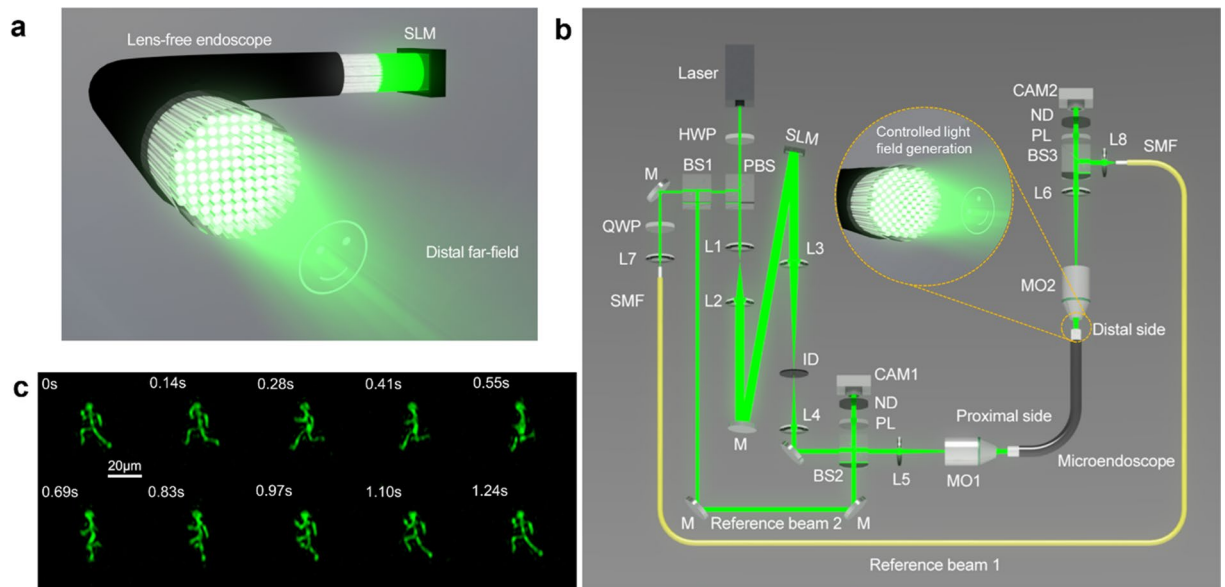 a
Lens-free endoscope
SLM
Distal far-field
b
Laser
HWP
BS1
PBS
M
QWP
L7
SMF
L1
L2
SLM
L3
ID
L4
M
Controlled light
field generation
CAM2
ND
PL
BS3
L8
SMF
L6
MO2
Distal side
CAM1
ND
PL
BS2
L5
MO1
Proximal side
Microendoscope
M
Reference beam 2
M
Reference beam 1
c
0s
0.14s
0.28s
0.41s
0.55s
20μm
0.69s
0.83s
0.97s
1.10s
1.24s